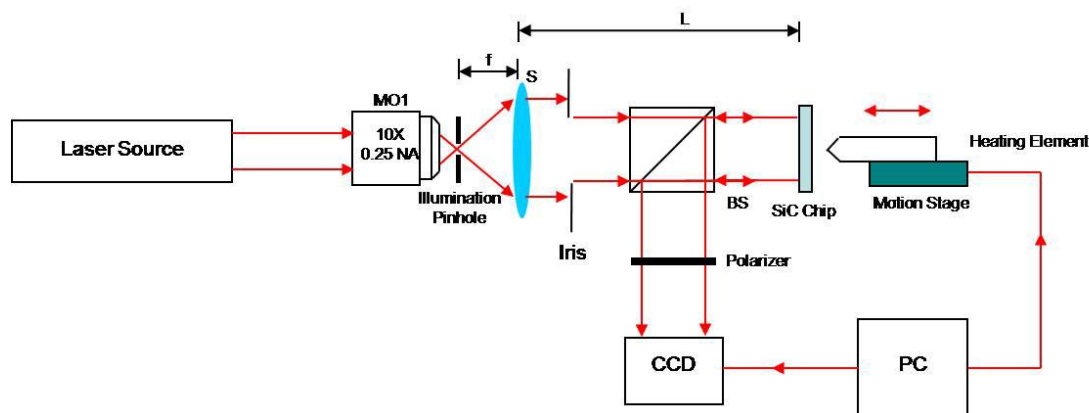 L
f
S
MO1
10X
0.25 NA
Laser Source
Heating Element
Illumination
Pinhole
BS
SiC Chip
Motion Stage
Iris
Polarizer
CCD
PC